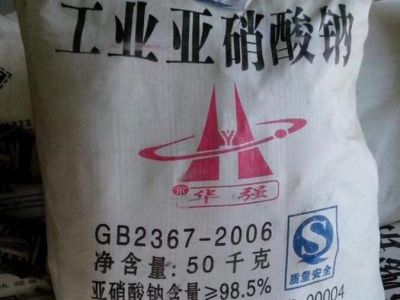 工业亚硝酸钠
华强
GB2367-2006
净含量:50千克
质量安全
亚硝酸钠含量≥98.5%
00004